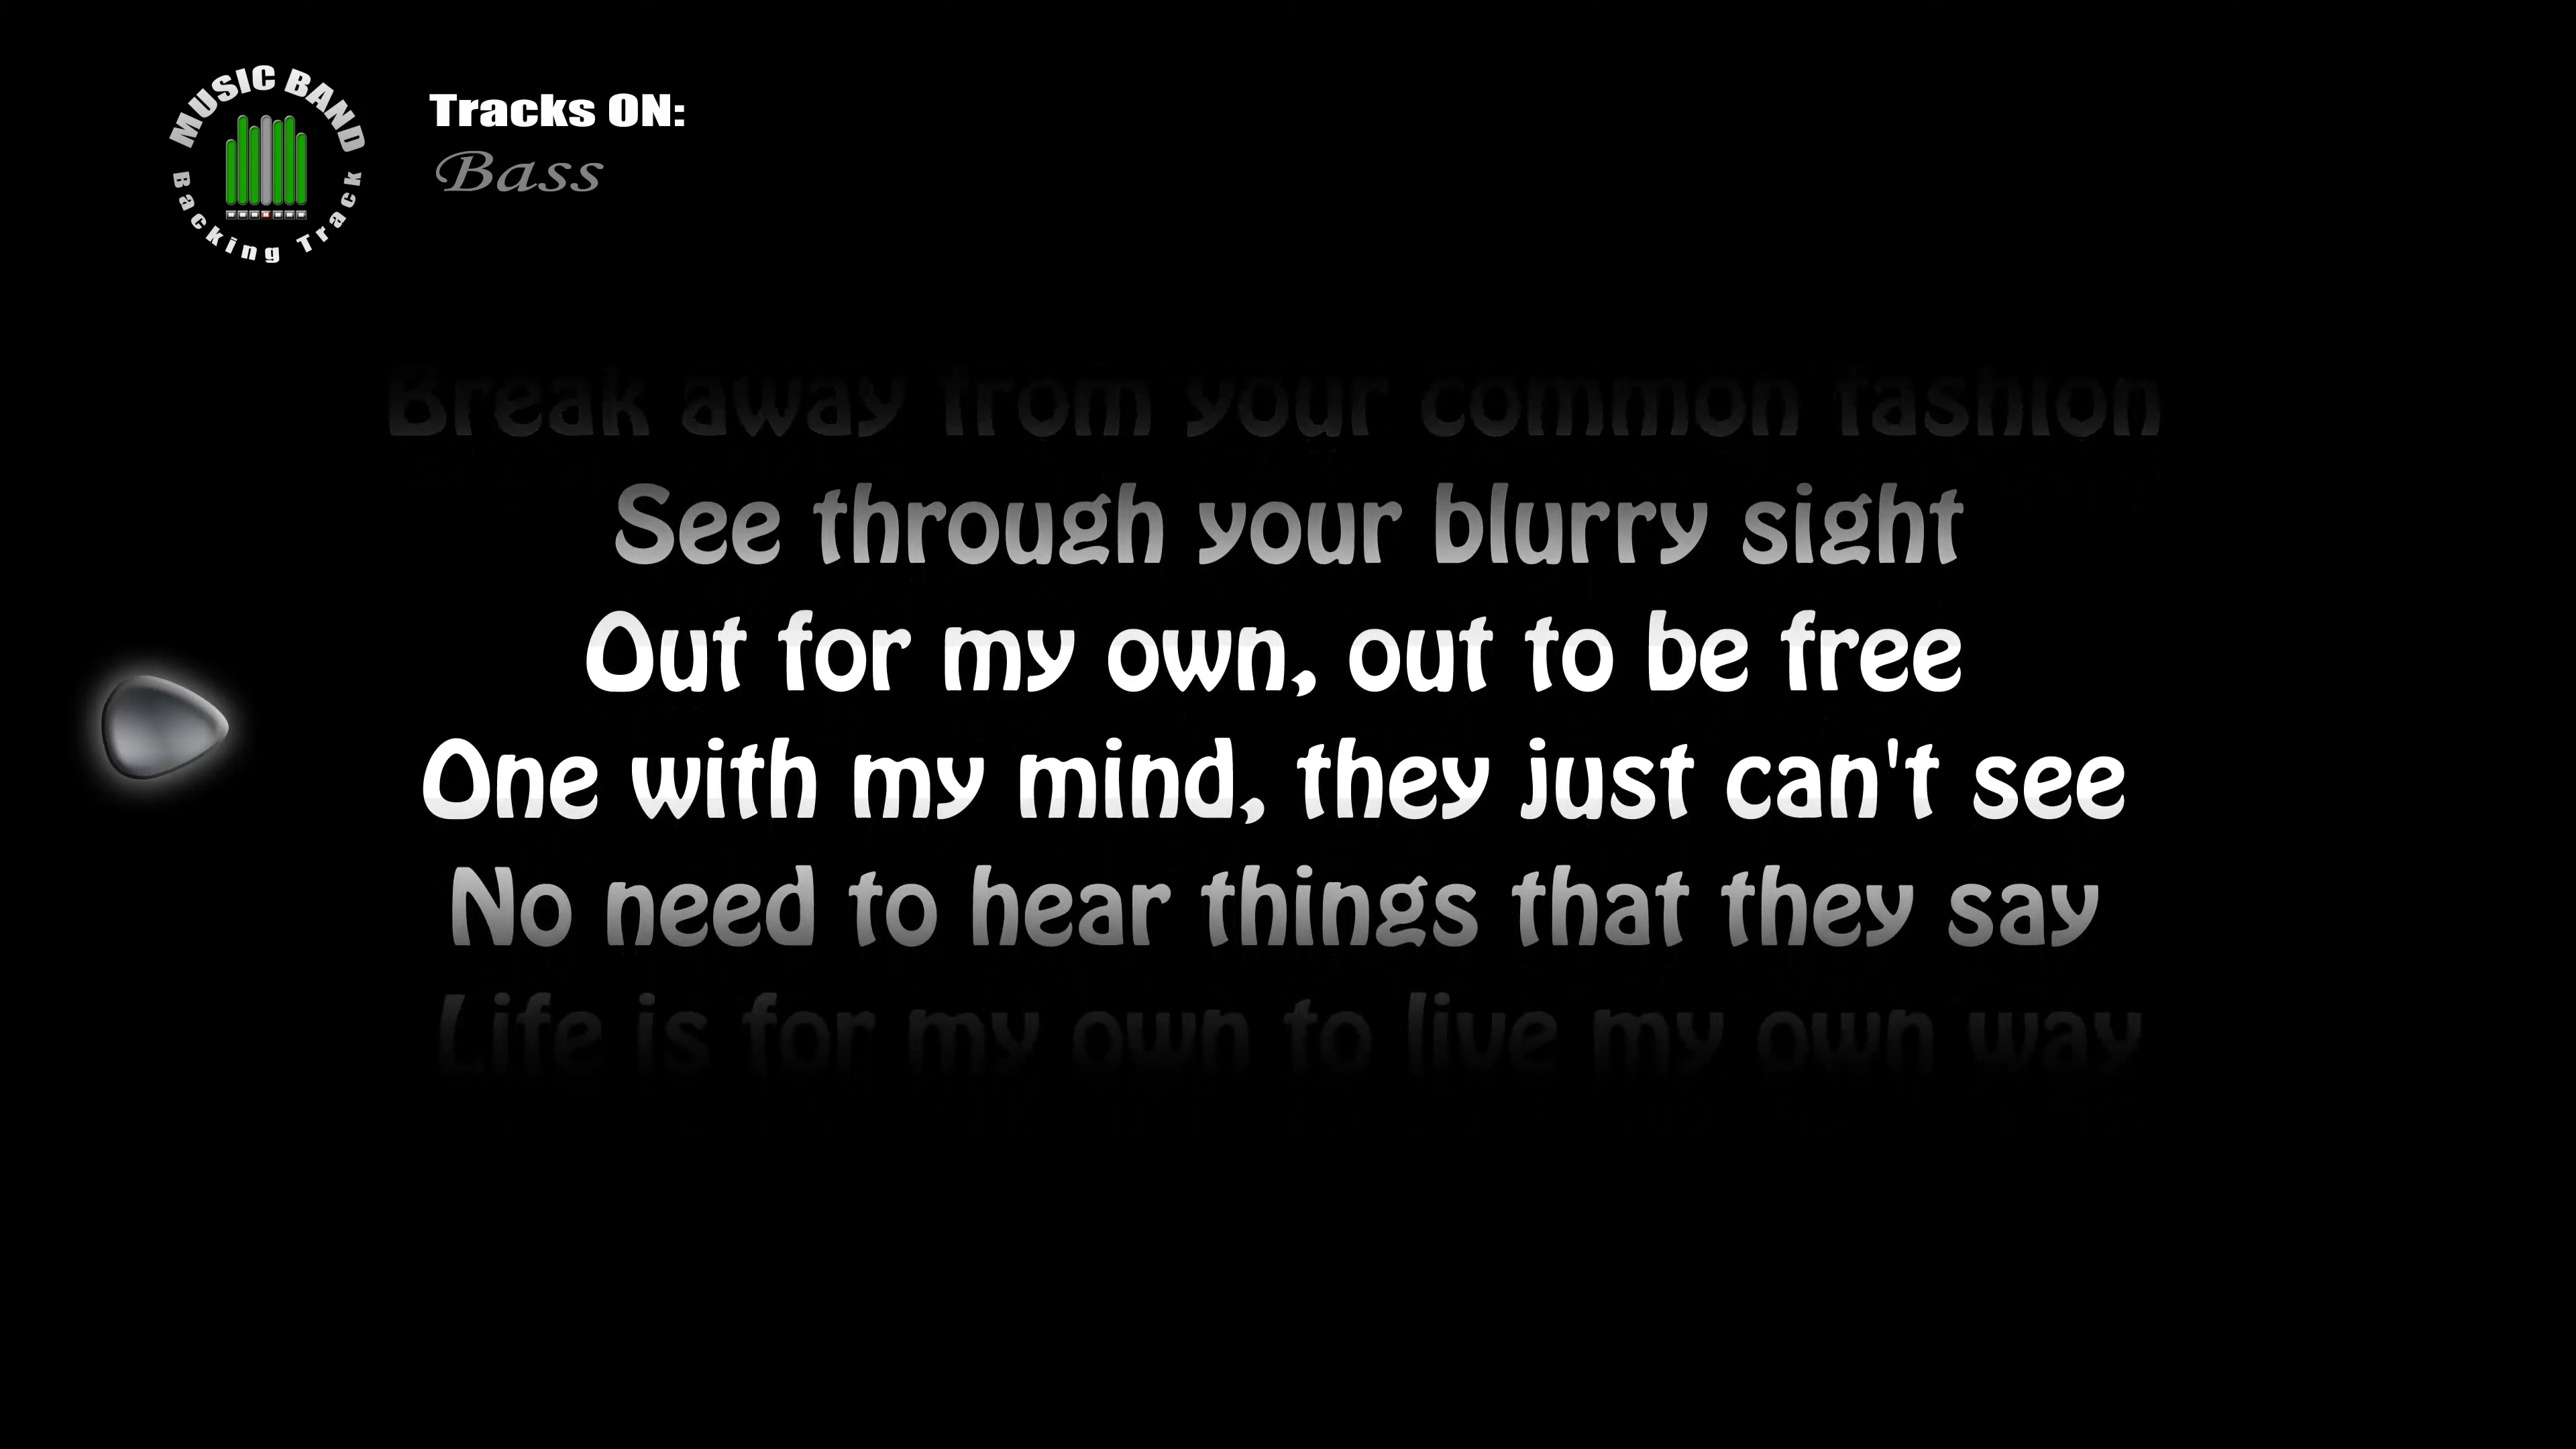 MUSIC BAND
Backing Track
Tracks ON:
Bass
Break away from your common fashion
See through your blurry sight
Out for my own, out to be free
One with my mind, they just can't see
No need to hear things that they say
Life is for my own to live my own way